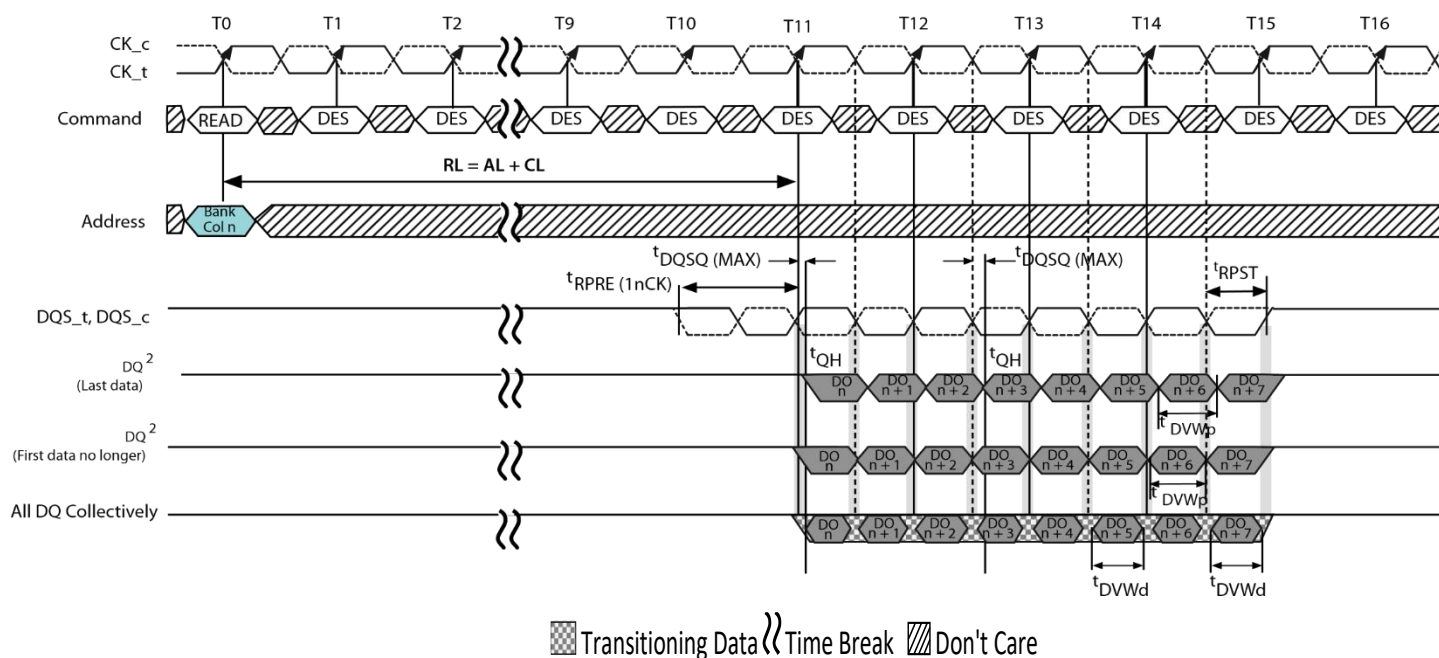 T0 T1 T2 T9 T10 T11 T12 T13 T14 T15 T16
CK_c
CK_t
Command READ DES DES DES DES DES DES DES DES DES DES
RL = AL + CL
Address Bank
Col n
tDQSQ (MAX) tDQSQ (MAX)
tRPRE (1nCK) tRPST
DQS_t, DQS_c
tQH tQH
DQ 2
(Last data)
DO n DO n + 1 DO n + 2 DO n + 3 DO n + 4 DO n + 5 DO n + 6 DO n + 7
tDVWp
DQ 2
(First data no longer)
DO n DO n + 1 DO n + 2 DO n + 3 DO n + 4 DO n + 5 DO n + 6 DO n + 7
tDVWp
All DQ Collectively
DO n DO n + 1 DO n + 2 DO n + 3 DO n + 4 DO n + 5 DO n + 6 DO n + 7
tDVWd tDVWd
Transitioning Data Time Break Don't Care